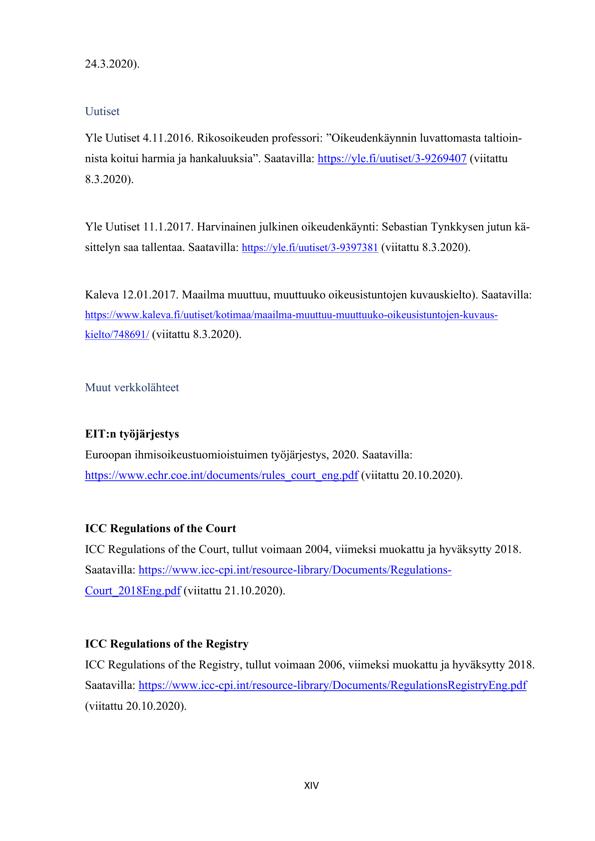 24.3.2020).
Uutiset
Yle Uutiset 4.11.2016. Rikosoikeuden professori: ”Oikeudenkäynnin luvattomasta taltioin-
nista koitui harmia ja hankaluuksia”. Saatavilla: https://yle.fi/uutiset/3-9269407 (viitattu
8.3.2020).
Yle Uutiset 11.1.2017. Harvinainen julkinen oikeudenkäynti: Sebastian Tynkkysen jutun kä-
sittelyn saa tallentaa. Saatavilla: https://yle.fi/uutiset/3-9397381 (viitattu 8.3.2020).
Kaleva 12.01.2017. Maailma muuttuu, muuttuuko oikeusistuntojen kuvauskielto). Saatavilla:
https://www.kaleva.fi/uutiset/kotimaa/maailma-muuttuu-muuttuuko-oikeusistuntojen-kuvaus-
kielto/748691/ (viitattu 8.3.2020).
Muut verkkolähteet
EIT:n työjärjestys
Euroopan ihmisoikeustuomioistuimen työjärjestys, 2020. Saatavilla:
https://www.echr.coe.int/documents/rules_court_eng.pdf (viitattu 20.10.2020).
ICC Regulations of the Court
ICC Regulations of the Court, tullut voimaan 2004, viimeksi muokattu ja hyväksytty 2018.
Saatavilla: https://www.icc-cpi.int/resource-library/Documents/Regulations-
Court_2018Eng.pdf (viitattu 21.10.2020).
ICC Regulations of the Registry
ICC Regulations of the Registry, tullut voimaan 2006, viimeksi muokattu ja hyväksytty 2018.
Saatavilla: https://www.icc-cpi.int/resource-library/Documents/RegulationsRegistryEng.pdf
(viitattu 20.10.2020).
XIV